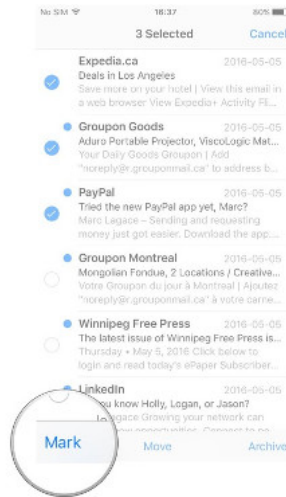 No SIM 16:37 80%
3 Selected Cancel
Expedia.ca 2016-05-05
Deals in Los Angeles
Save more on your hotel | View this email in
a web browser View Expedia+ Activity Fli...
Groupon Goods 2016-05-05
Aduro Portable Projector, ViscoLogic Mat...
Your Daily Goods Groupon | Add
"noreply@r.grouponmail.ca" to address b...
PayPal 2016-05-05
Tried the new PayPal app yet, Marc?
Marc Legace – Sending and requesting
money just got easier. Download the app...
Groupon Montreal 2016-05-05
Mongolian Fondue, 2 Locations / Creative...
Votre Groupon du jour à Montreal | Ajoutez
"noreply@r.grouponmail.ca" à votre carne...
Winnipeg Free Press 2016-05-05
The latest issue of Winnipeg Free Press is...
Thursday • May 5, 2016 Click below to
login and read today's ePaper Subscriber...
LinkedIn 2016-05-05
you know Holly, Logan, or Jason?
Legace Growing your network can
opportunities.
Mark Move Archive